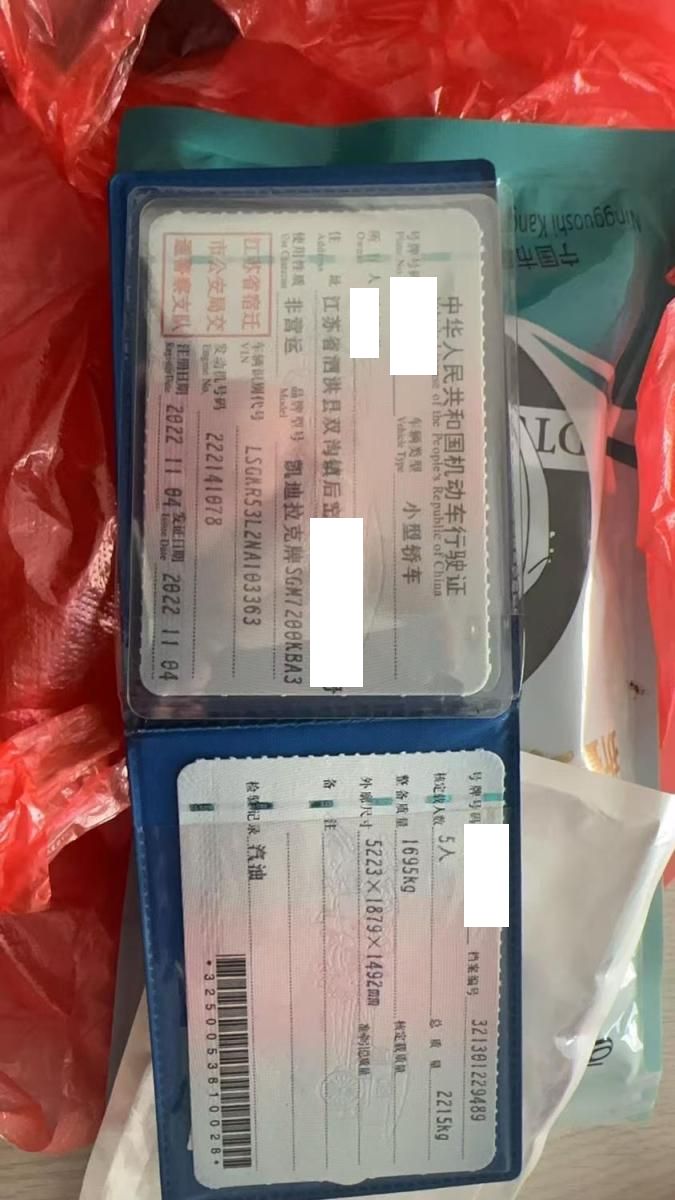 中华人民共和国机动车行驶证
of the People's Republic of China
号牌号码 车辆类型 小型轿车
Plate No. Vehicle Type
所有人
Owner
住址 江苏省泗洪县双沟镇后
Address
使用性质 非营运 品牌型号 凯迪拉克牌SGM7200KBA3
Use Character Model
江苏省宿迁
市公安局交
通警察支队
车辆识别代号 LSGKR53L2NA103363
VIN
发动机号码 222141078
Engine No.
注册日期 2022 11 04 发证日期 2022 11 04
Register Date Issue Date
号牌号码 档案编号 321301229489
核定载人数 5人 总质量 2215kg
整备质量 1695kg 核定载质量
外廓尺寸 5223×1879×1492mm 准牵引总质量
备注
检验记录 汽油
*3250053810028*
Ningguoshi Kang
中国市